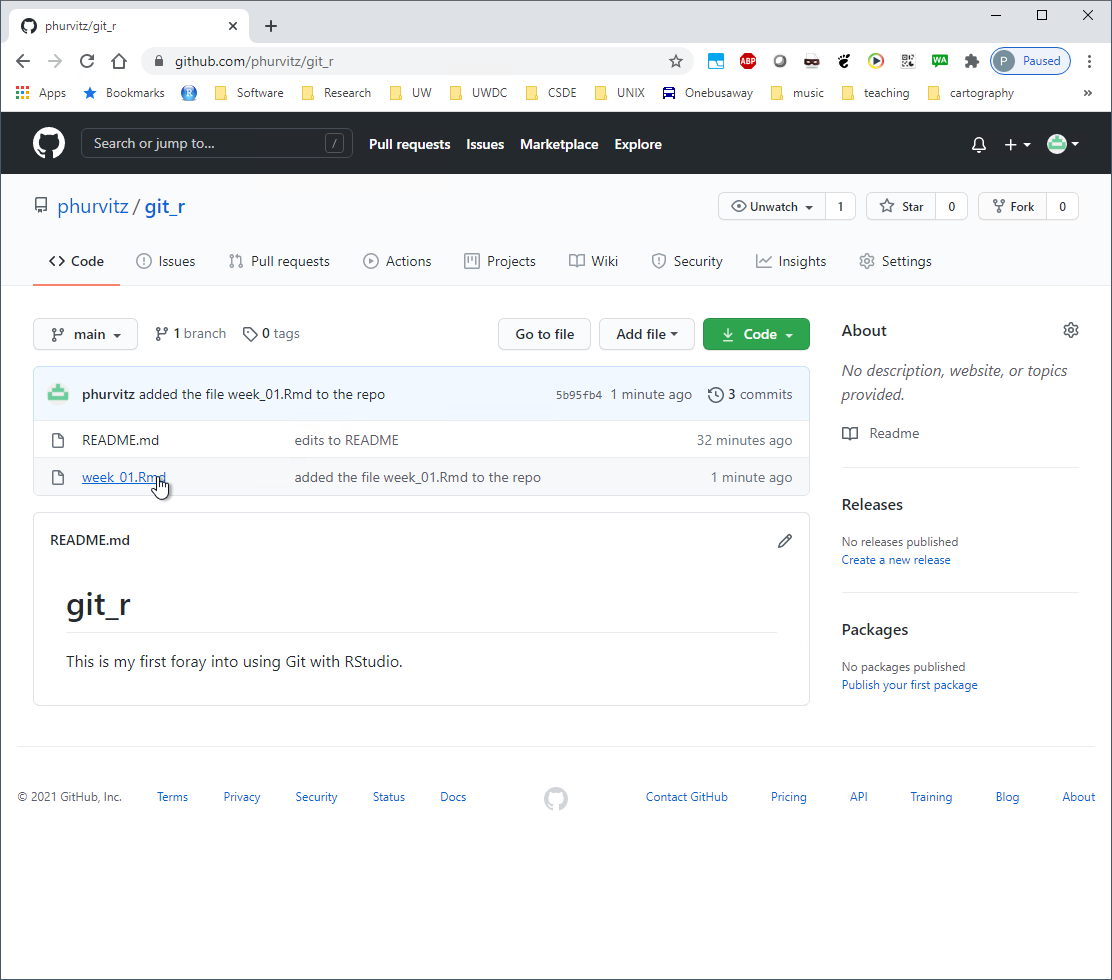 phurvitz/git_r
github.com/phurvitz/git_r
ABP
WA
P
Paused
Apps Bookmarks R Software Research UW UWDC CSDE UNIX Onebusaway music teaching cartography »
Search or jump to... / Pull requests Issues Marketplace Explore
phurvitz / git_r Unwatch 1 Star 0 Fork 0
Code Issues Pull requests Actions Projects Wiki Security Insights Settings
main 1 branch 0 tags Go to file Add file Code
About
phurvitz added the file week_01.Rmd to the repo 5b95fb4 1 minute ago 3 commits
README.md edits to README 32 minutes ago
week_01.Rmd added the file week_01.Rmd to the repo 1 minute ago
No description, website, or topics
provided.
Readme
README.md
git_r
This is my first foray into using Git with RStudio.
Releases
No releases published
Create a new release
Packages
No packages published
Publish your first package
© 2021 GitHub, Inc. Terms Privacy Security Status Docs Contact GitHub Pricing API Training Blog About